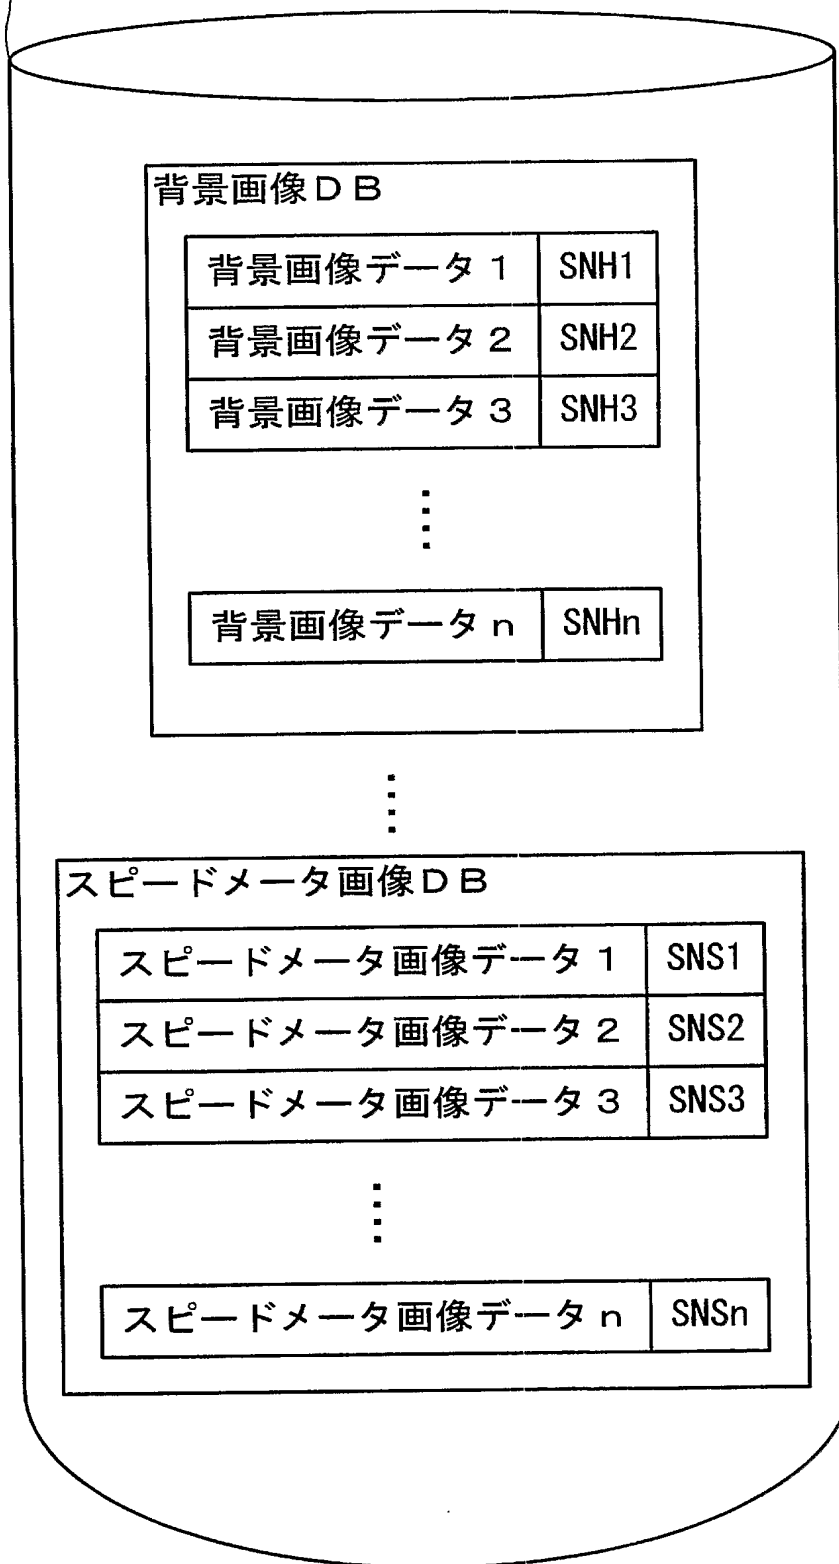 背景画像ＤＢ
背景画像データ１ SNH1
背景画像データ２ SNH2
背景画像データ３ SNH3
背景画像データｎ SNHn
スピードメータ画像ＤＢ
スピードメータ画像データ１ SNS1
スピードメータ画像データ２ SNS2
スピードメータ画像データ３ SNS3
スピードメータ画像データｎ SNSn